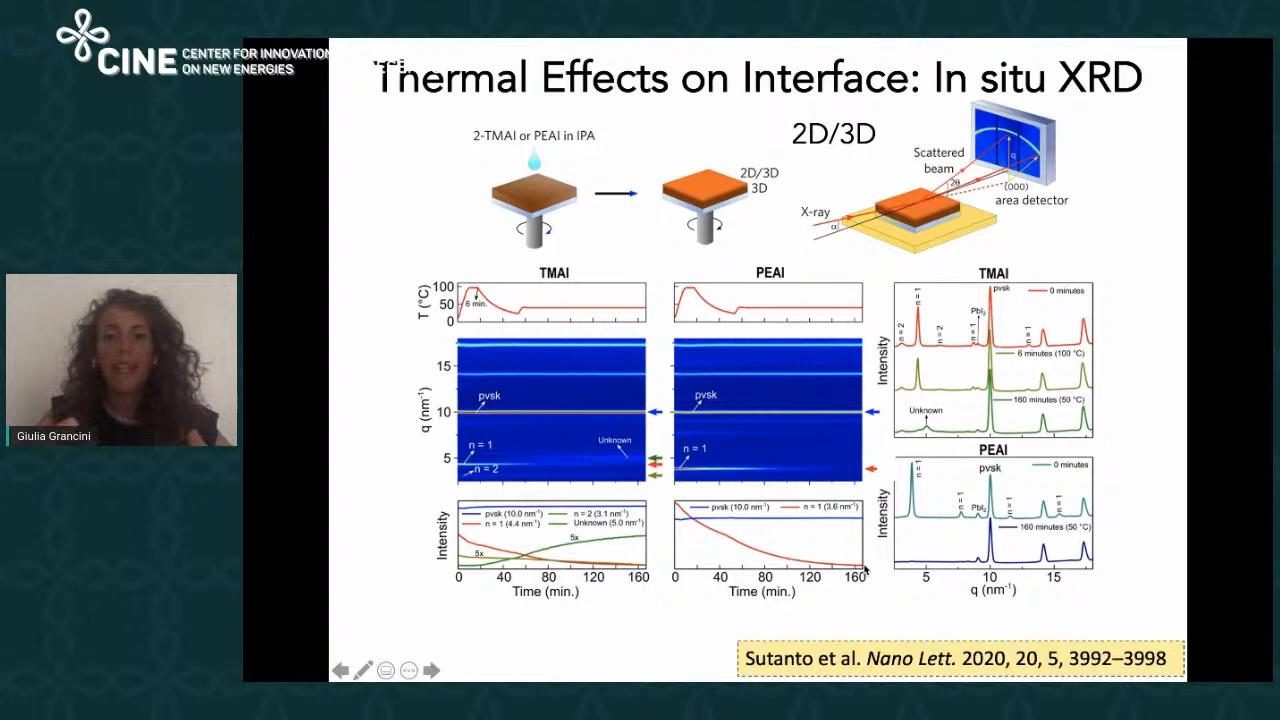 CINE
CENTER FOR INNOVATION
ON NEW ENERGIES
Thermal Effects on Interface: In situ XRD
2-TMAI or PEAI in IPA
2D/3D
2D/3D
3D
Scattered
beam
q
2θ
(000)
area detector
X-ray
α
Giulia Grancini
TMAI
T (°C)
100
50
0
6 min.
q (nm⁻¹)
15
10
5
pvsk
n = 1
n = 2
Unknown
Intensity
pvsk (10.0 nm⁻¹)
n = 2 (3.1 nm⁻¹)
n = 1 (4.4 nm⁻¹)
Unknown (5.0 nm⁻¹)
5x
5x
0 40 80 120 160
Time (min.)
PEAI
pvsk
n = 1
pvsk (10.0 nm⁻¹)
n = 1 (3.6 nm⁻¹)
0 40 80 120 160
Time (min.)
TMAI
Intensity
n = 2
n = 1
n = 2
n = 1
PbI₂
pvsk
n = 1
0 minutes
6 minutes (100 °C)
Unknown
160 minutes (50 °C)
PEAI
Intensity
n = 1
n = 1
PbI₂
pvsk
n = 1
n = 1
0 minutes
160 minutes (50 °C)
5 10 15
q (nm⁻¹)
Sutanto et al. Nano Lett. 2020, 20, 5, 3992–3998